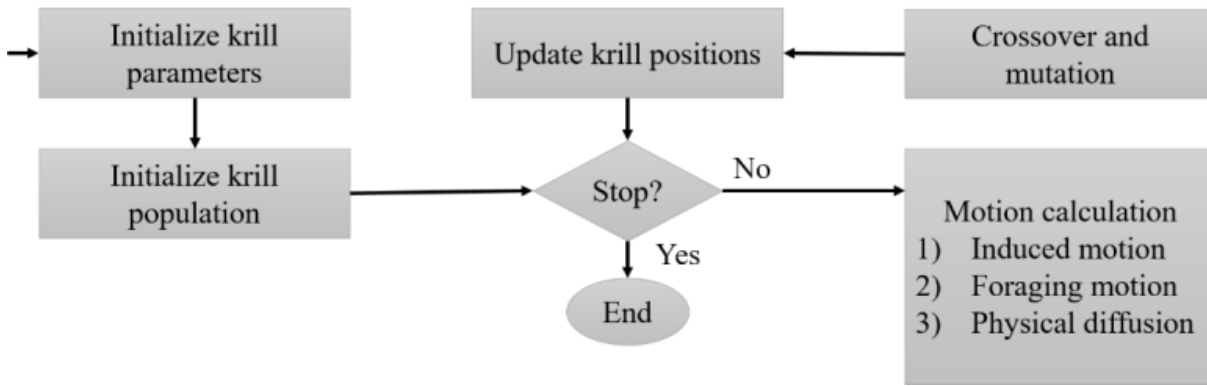 Initialize krill
parameters
Update krill positions
Crossover and
mutation
Initialize krill
population
Stop?
No
Yes
End
Motion calculation
1) Induced motion
2) Foraging motion
3) Physical diffusion